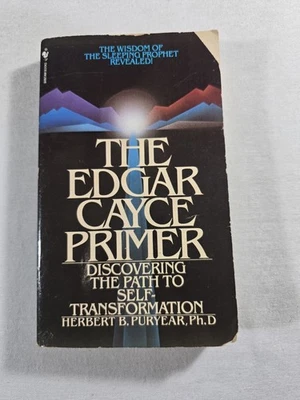 THE WISDOM OF
THE SLEEPING PROPHET
REVEALED!
THE
EDGAR
CAYCE
PRIMER
DISCOVERING
THE PATH TO
SELF-
TRANSFORMATION
HERBERT B. PURYEAR, Ph.D